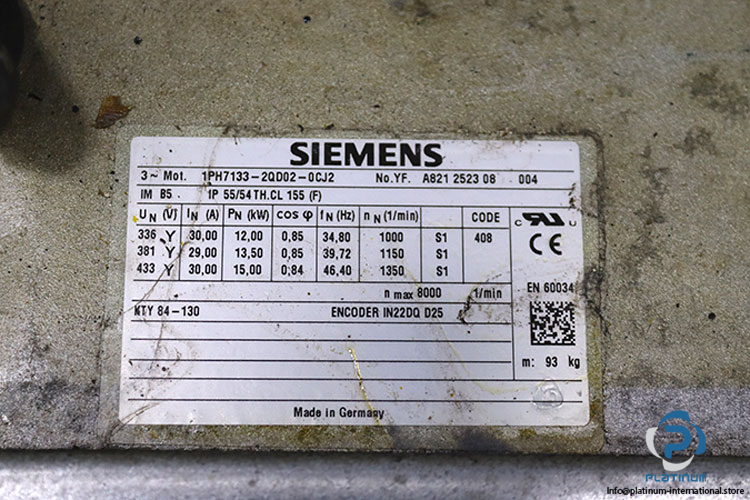 SIEMENS
3~ Mot. 1PH7133-2QD02-0CJ2 No.YF. A821 2523 08 004
IM B5 IP 55/54 TH.CL 155 (F)
UN (V) IN (A) PN (kW) cos φ fN (Hz) nN (1/min) CODE
336 Y 30,00 12,00 0,85 34,80 1000 S1 408
381 Y 29,00 13,50 0,85 39,72 1150 S1
433 Y 30,00 15,00 0,84 46,40 1350 S1
n max 8000 1/min
KTY 84-130 ENCODER IN22DQ D25
c RU US
CE
EN 60034
m: 93 kg
Made in Germany
PLATINUM
Info@platinum-international.store